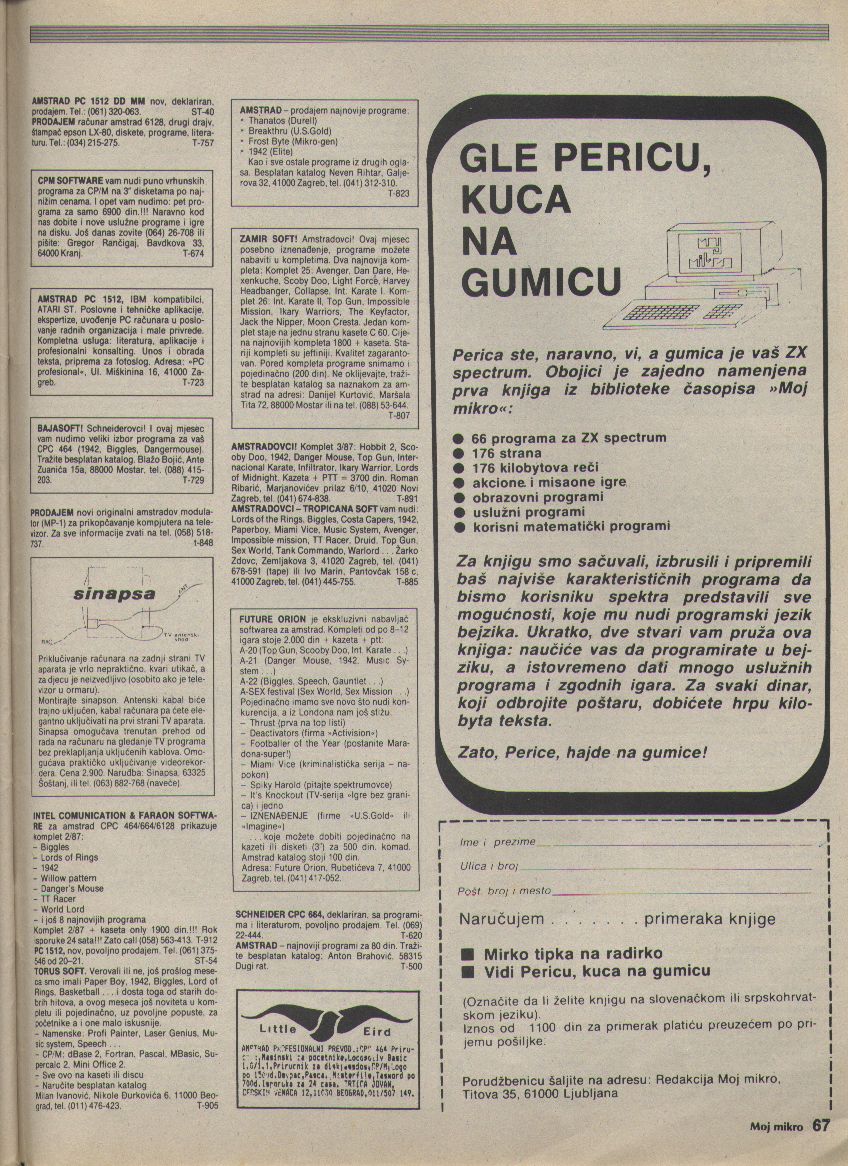 AMSTRAD PC 1512 DD MM nov, deklariran,
prodajem. Tel.: (061) 320-063. ST-40
PRODAJEM računar amstrad 6128, drugi drajv,
štampač epson LX-80, diskete, programe, litera-
turu. Tel.: (034) 215-275. T-757
CPM SOFTWARE vam nudi puno vrhunskih
programa za CP/M na 3" disketama po naj-
nižim cenama. I opet vam nudimo: pet pro-
grama za samo 6900 din.!!! Naravno kod
nas dobite i nove uslužne programe i igre
na disku. Još danas zovite (064) 26-708 ili
pišite: Gregor Rančigaj, Bavdkova 33,
64000 Kranj. T-674
AMSTRAD PC 1512, IBM kompatibilci,
ATARI ST. Poslovne i tehničke aplikacije,
ekspertize, uvođenje PC računara u poslo-
vanje radnih organizacija i male privrede.
Kompletna usluga: literatura, aplikacije i
profesionalni konsalting. Unos i obrada
teksta, priprema za fotoslog. Adresa: »PC
profesional«, Ul. Miškinina 16, 41000 Za-
greb. T-723
BAJASOFT! Schneiderovci! I ovaj mjesec
vam nudimo veliki izbor programa za vaš
CPC 464 (1942, Biggles, Dangermouse).
Tražite besplatan katalog. Blažo Bojić, Ante
Zuanića 15a, 88000 Mostar, tel. (088) 415-
203. T-729
PRODAJEM novi originalni amstradov modula-
tor (MP-1) za prikopčavanje kompjutera na tele-
vizor. Za sve informacije zvati na tel. (058) 518-
737. t-848
sinapsa
TV antenski
Priključivanje računara na zadnji strani TV
aparata je vrlo nepraktično, kvari utikač, a
za djecu je neizvedljivo (osobito ako je tele-
vizor u ormaru).
Montirajte sinapson. Antenski kabal biće
trajno uključen, kabal računara pa ćete ele-
gantno uključivati na prvi strani TV aparata.
Sinapsa omogućava trenutan prehod od
rada na računaru na gledanje TV programa
bez preklapljanja uključenih kablova. Omo-
gućava praktičko uključivanje videorekor-
dera. Cena 2.900. Narudba: Sinapsa, 63325
Šoštanj, ili tel. (063) 882-768 (naveče).
INTEL COMUNICATION & FARAON SOFTWA-
RE za amstrad CPC 464/664/6128 prikazuje
komplet 2/87:
– Biggles
– Lords of Rings
– 1942
– Willow pattern
– Danger's Mouse
– TT Racer
– World Lord
– i još 8 najnovijih programa
Komplet 2/87 + kaseta only 1900 din.!!! Rok
isporuke 24 sata!!! Zato call (058) 563-413. T-912
PC 1512, nov, povoljno prodajem. Tel. (061) 375-
546 od 20–21. ST-54
TORUS SOFT. Verovali ili ne, još prošlog mese-
ca smo imali Paper Boy, 1942, Biggles, Lord of
Rings, Basketball . . . i dosta toga od starih do-
brih hitova, a ovog meseca još noviteta u kom-
pletu ili pojedinačno, uz povoljne popuste, za
početnike a i one malo iskusnije.
– Namenske: Profi Painter, Laser Genius, Mu-
sic system, Speech . . .
– CP/M: dBase 2, Fortran, Pascal, MBasic, Su-
percalc 2, Mini Office 2.
– Sve ovo na kaseti ili discu
– Naručite besplatan katalog
Milan Ivanović, Nikole Đurkovića 6, 11000 Beo-
grad, tel. (011) 476-423. T-905
AMSTRAD – prodajem najnovije programe:
* Thanatos (Durell)
* Breakthru (U.S.Gold)
* Frost Byte (Mikro-gen)
* 1942 (Elite)
Kao i sve ostale programe iz drugih ogla-
sa. Besplatan katalog Neven Rihtar, Galje-
rova 32, 41000 Zagreb, tel. (041) 312-310.
T-823
ZAMIR SOFT! Amstradovci! Ovaj mjesec
posebno iznenađenje, programe možete
nabaviti u kompletima. Dva najnovija kom-
pleta: Komplet 25: Avenger, Dan Dare, He-
xenkuche, Scoby Doo, Light Force, Harvey
Headbanger, Collapse, Int. Karate I. Kom-
plet 26: Int. Karate II, Top Gun, Impossible
Mission, Ikary Warriors, The Keyfactor,
Jack the Nipper, Moon Cresta. Jedan kom-
plet staje na jednu stranu kasete C 60. Cije-
na najnovijih kompleta 1800 + kaseta. Sta-
riji kompleti su jeftiniji. Kvalitet zagaranto-
van. Pored kompleta programe snimamo i
pojedinačno (200 din). Ne oklijevajte, traži-
te besplatan katalog sa naznakom za am-
strad na adresi: Danijel Kurtović, Maršala
Tita 72, 88000 Mostar ili na tel. (088) 53-644.
T-807
AMSTRADOVCI! Komplet 3/87: Hobbit 2, Sco-
oby Doo, 1942, Danger Mouse, Top Gun, Inter-
nacional Karate, Infiltrator, Ikary Warrior, Lords
of Midnight. Kazeta + PTT = 3700 din. Roman
Ribarić, Marjanovićev prilaz 6/10, 41020 Novi
Zagreb, tel. (041) 674-838. T-891
AMSTRADOVCI – TROPICANA SOFT vam nudi:
Lords of the Rings, Biggles, Costa Capers, 1942,
Paperboy, Miami Vice, Music System, Avenger,
Impossible mission, TT Racer, Druid, Top Gun,
Sex World, Tank Commando, Warlord . . . Žarko
Zdovc, Zemljakova 3, 41020 Zagreb, tel. (041)
678-591 (tape) ili Ivo Marin, Pantovčak 158 c,
41000 Zagreb, tel. (041) 445-755. T-885
FUTURE ORION je ekskluzivni nabavljač
softwarea za amstrad. Kompleti od po 8–12
igara stoje 2.000 din + kazeta + ptt:
A-20 (Top Gun, Scooby Doo, Int. Karate . . .)
A-21 (Danger Mouse, 1942, Music Sy-
stem . . .)
A-22 (Biggles, Speech, Gauntlet . . .)
A-SEX festival (Sex World, Sex Mission . . .)
Pojedinačno imamo sve novo što nudi kon-
kurencija, a iz Londona nam još stižu:
– Thrust (prva na top listi)
– Deactivators (firma »Activision«)
– Footballer of the Year (postanite Mara-
dona-super!)
– Miami Vice (kriminalistička serija – na-
pokon)
– Spiky Harold (pitajte spektrumovce)
– It's Knockout (TV-serija »Igre bez grani-
ca) i jedno
– IZNENAĐENJE (firme »U.S.Gold« ili
»Imagine«)
. . . koje možete dobiti pojedinačno na
kazeti ili disketi (3") za 500 din. komad.
Amstrad katalog stoji 100 din.
Adresa: Future Orion, Rubetićeva 7, 41000
Zagreb, tel. (041) 417-052.
SCHNEIDER CPC 664, deklariran, sa programi-
ma i literaturom, povoljno prodajem. Tel. (069)
22-444. T-620
AMSTRAD – najnoviji programi za 80 din. Traži-
te besplatan katalog; Anton Brahović, 58315
Dugi rat. T-500
Little Eird
AMSTRAD PROFESIONALNI PREVOD.:CPC 464 Priru-
Masinski za pocetnike,Locosoliv Basic
Prirucnik za disk
Devpac,Pasca, Masterfile,Tasword po
700d.Isporuka za 24 casa. JOVAN,
VENACA 12,11030 BEOGRAD,011/507 149.
GLE PERICU,
KUCA
NA
GUMICU
Moj
mikro
Perica ste, naravno, vi, a gumica je vaš ZX
spectrum. Obojici je zajedno namenjena
prva knjiga iz biblioteke časopisa »Moj
mikro«:
● 66 programa za ZX spectrum
● 176 strana
● 176 kilobytova reči
● akcione i misaone igre
● obrazovni programi
● uslužni programi
● korisni matematički programi
Za knjigu smo sačuvali, izbrusili i pripremili
baš najviše karakterističnih programa da
bismo korisniku spektra predstavili sve
mogućnosti, koje mu nudi programski jezik
bejzika. Ukratko, dve stvari vam pruža ova
knjiga: naučiće vas da programirate u bej-
ziku, a istovremeno dati mnogo uslužnih
programa i zgodnih igara. Za svaki dinar,
koji odbrojite poštaru, dobićete hrpu kilo-
byta teksta.
Zato, Perice, hajde na gumice!
Ime i prezime
Ulica i broj
Pošt. broj i mesto
Naručujem . . . . . . . . primeraka knjige
■ Mirko tipka na radirko
■ Vidi Pericu, kuca na gumicu
(Označite da li želite knjigu na slovenačkom ili srpskohrvat-
skom jeziku).
Iznos od 1100 din za primerak platiću preuzećem po pri-
jemu pošiljke.
Porudžbenicu šaljite na adresu: Redakcija Moj mikro,
Titova 35, 61000 Ljubljana
Moj mikro 67